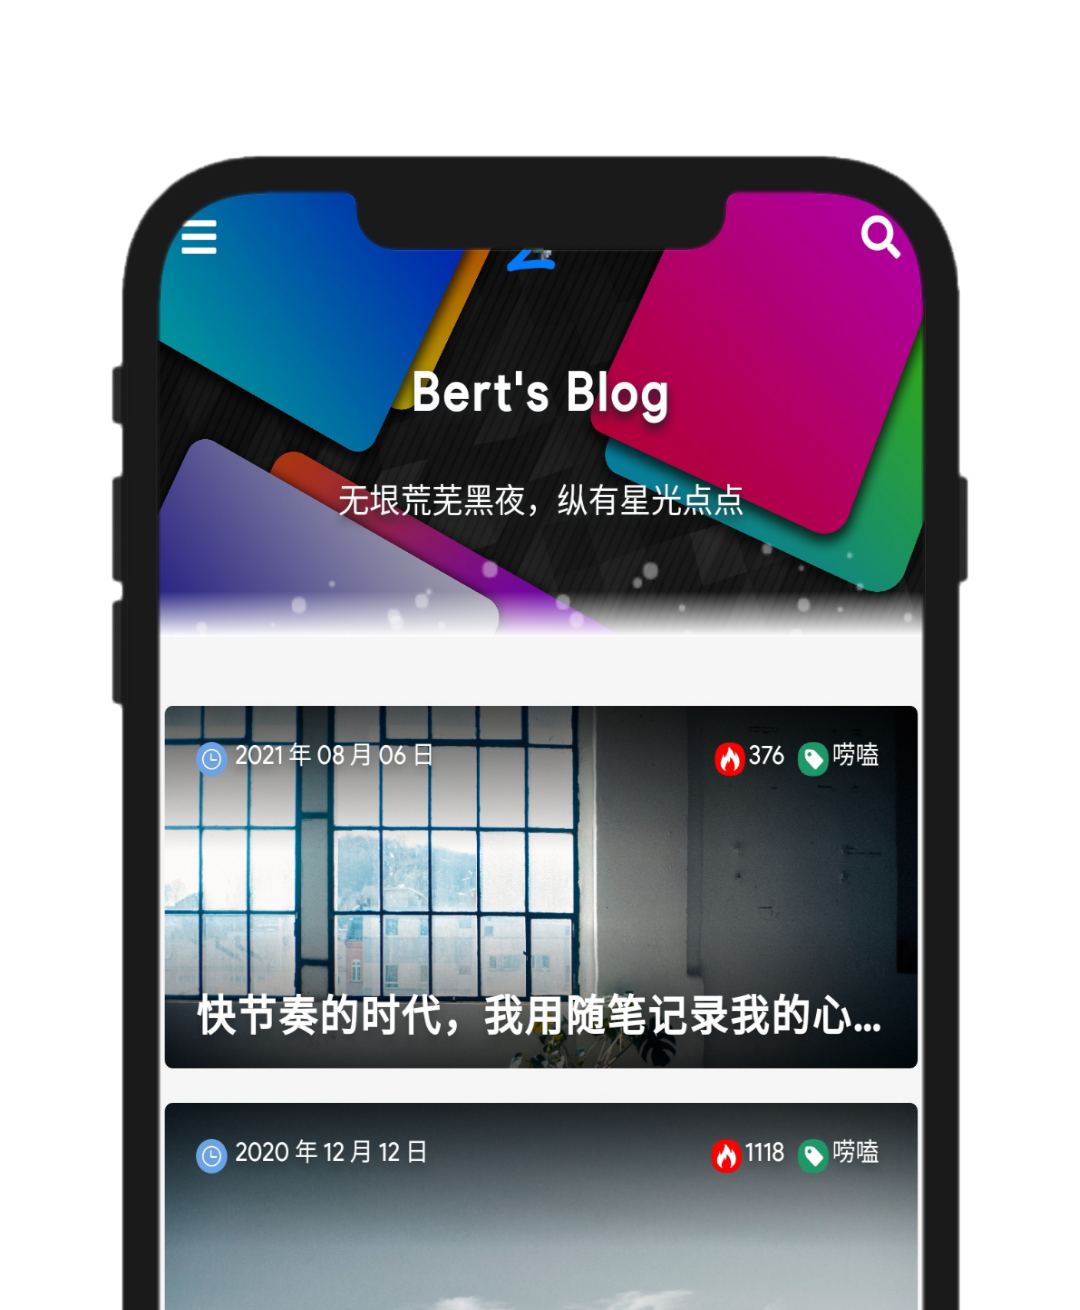 Bert's Blog
无垠荒芜黑夜，纵有星光点点
2021 年 08 月 06 日 376 唠嗑
快节奏的时代，我用随笔记录我的心...
2020 年 12 月 12 日 1118 唠嗑